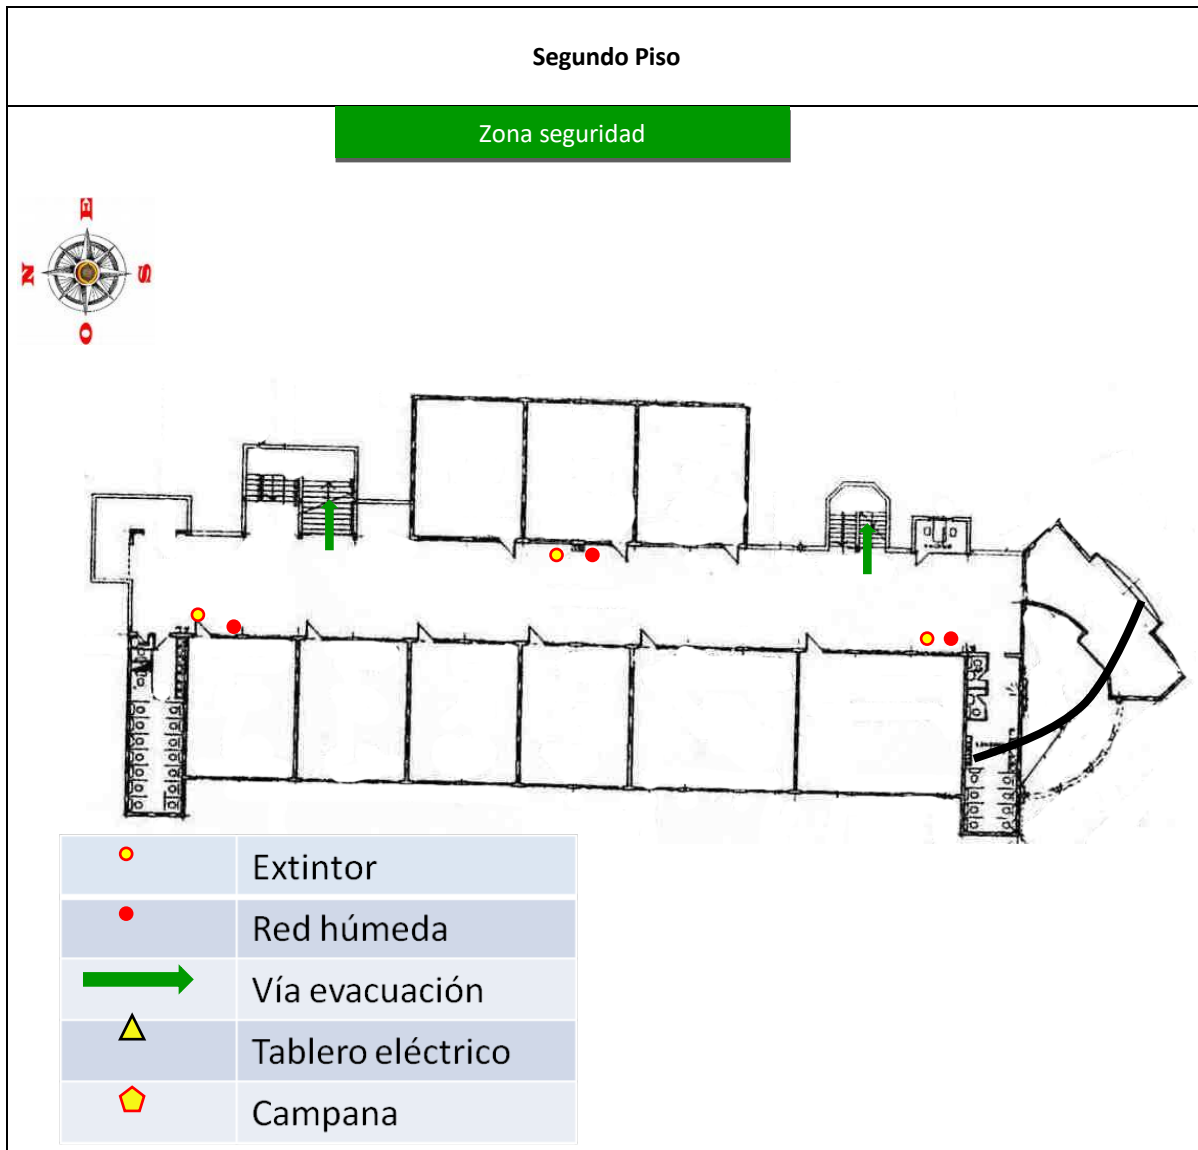 Segundo Piso
Zona seguridad
E
N
S
O
Extintor
Red húmeda
Vía evacuación
Tablero eléctrico
Campana